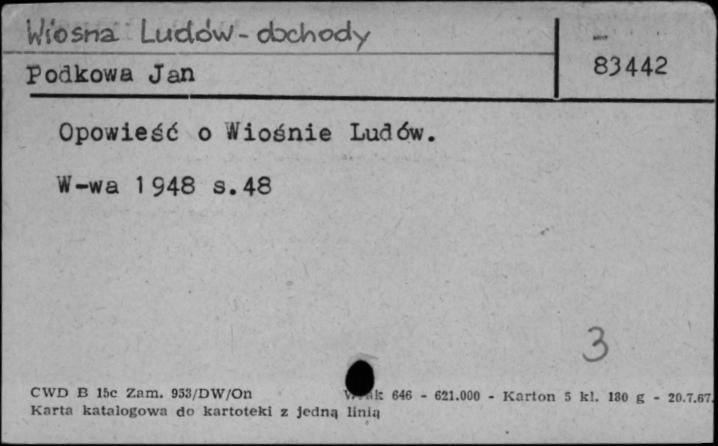 Wiosna Ludów - obchody
83442
Podkowa Jan
Opowieść o Wiośnie Ludów.
W-wa 1948 s.48
3
CWD B 15c Zam. 953/DW/On 646 - 621.000 - Karton 5 kl. 180 g - 20.7.67.
Karta katalogowa do kartoteki z jedną linią